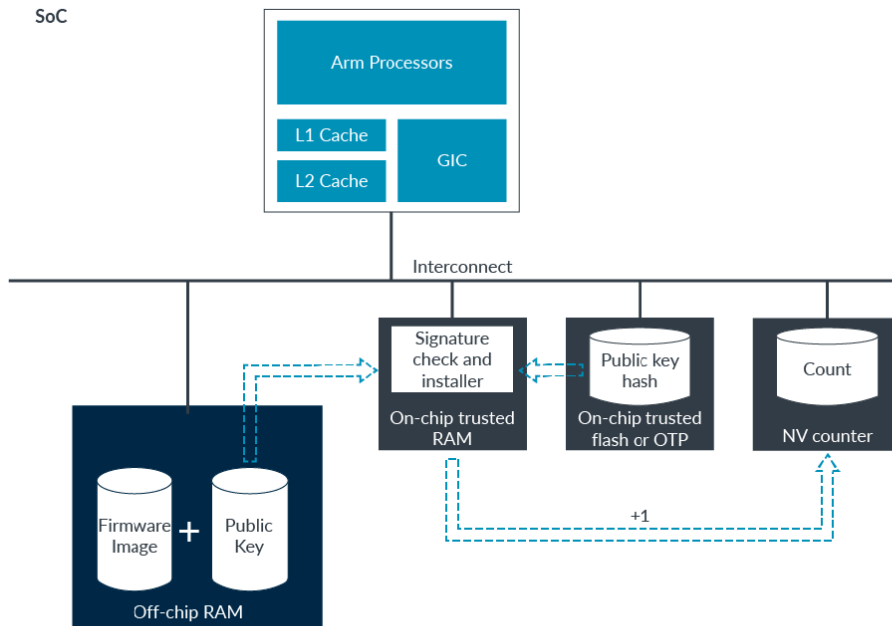 SoC
Arm Processors
L1 Cache
L2 Cache
GIC
Interconnect
Signature
check and
installer
On-chip trusted
RAM
Public key
hash
On-chip trusted
flash or OTP
Count
NV counter
+1
Firmware
Image
+
Public
Key
Off-chip RAM